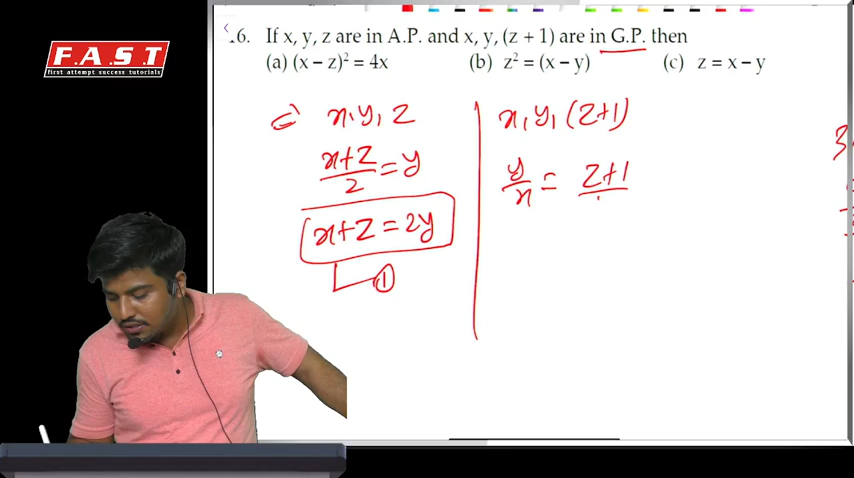 F.A.S.T
first attempt success tutorials
16. If x, y, z are in A.P. and x, y, (z + 1) are in G.P. then
(a) (x – z)² = 4x (b) z² = (x – y) (c) z = x – y
x, y, z
(x+z)/2 = y
x+z = 2y
①
x, y, (z+1)
y/x = z+1